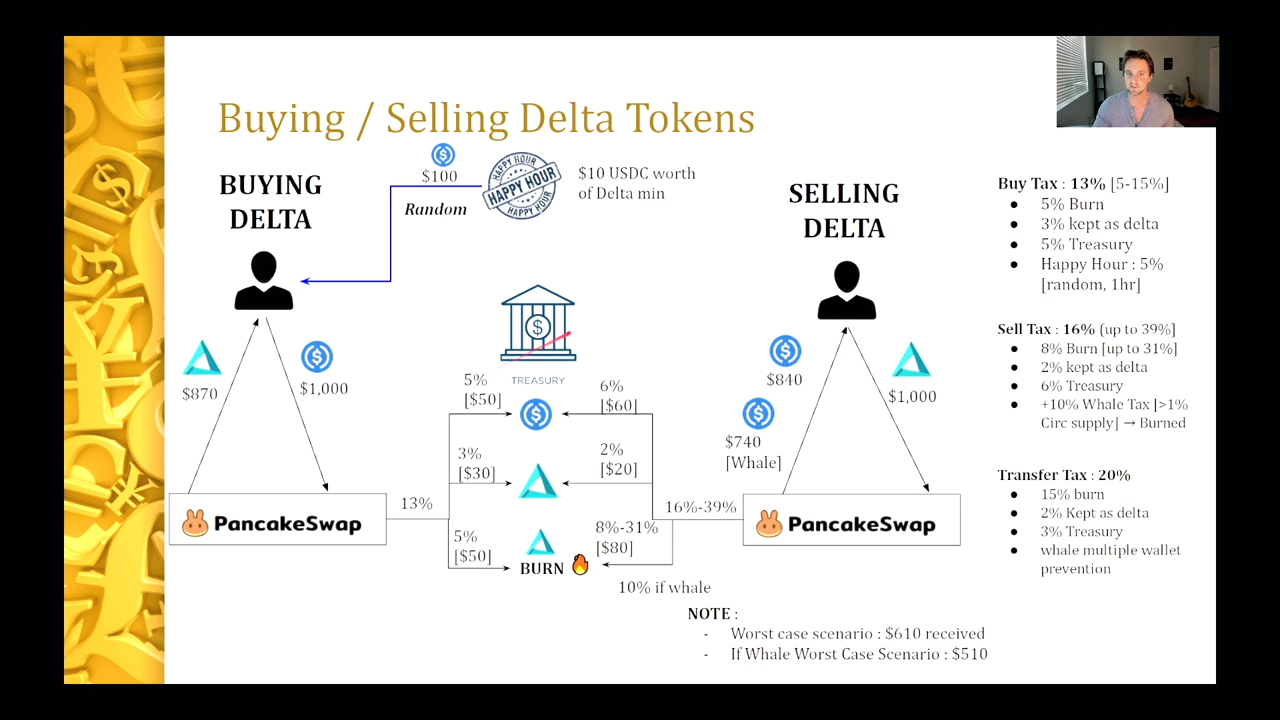 Buying / Selling Delta Tokens
BUYING
DELTA
$100
Random
HAPPY HOUR
HAPPY HOUR
HAPPY HOUR
$10 USDC worth
of Delta min
$870
$1,000
PancakeSwap
13%
TREASURY
5%
[$50]
3%
[$30]
5%
[$50]
6%
[$60]
2%
[$20]
8%-31%
[$80]
BURN
10% if whale
16%-39%
SELLING
DELTA
$840
$740
[Whale]
$1,000
PancakeSwap
NOTE :
- Worst case scenario : $610 received
- If Whale Worst Case Scenario : $510
Buy Tax : 13% [5-15%]
● 5% Burn
● 3% kept as delta
● 5% Treasury
● Happy Hour : 5%
[random, 1hr]
Sell Tax : 16% (up to 39%]
● 8% Burn [up to 31%]
● 2% kept as delta
● 6% Treasury
● +10% Whale Tax [>1%
Circ supply] → Burned
Transfer Tax : 20%
● 15% burn
● 2% Kept as delta
● 3% Treasury
● whale multiple wallet
prevention